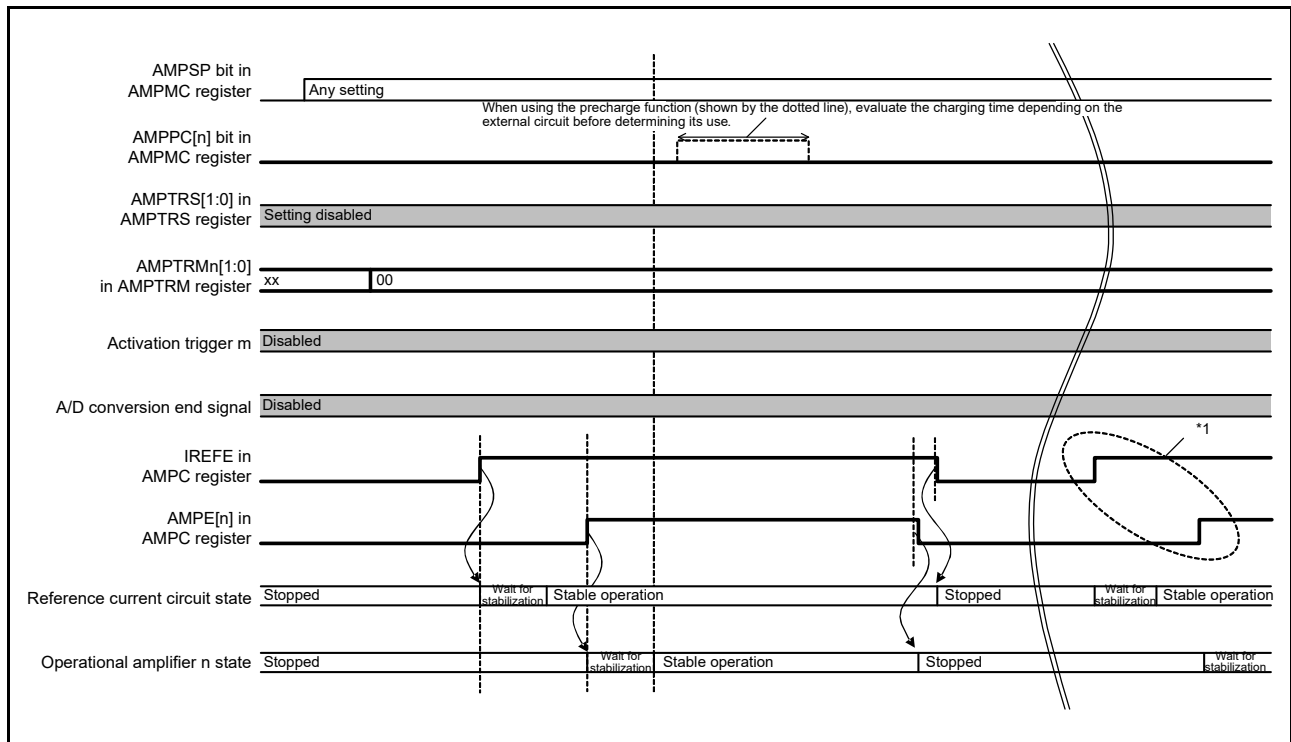 AMPSP bit in
AMPMC register
Any setting
When using the precharge function (shown by the dotted line), evaluate the charging time depending on the
external circuit before determining its use.
AMPPC[n] bit in
AMPMC register
AMPTRS[1:0] in
AMPTRS register
Setting disabled
AMPTRMn[1:0]
in AMPTRM register
xx
00
Activation trigger m
Disabled
A/D conversion end signal
Disabled
*1
IREFE in
AMPC register
AMPE[n] in
AMPC register
Reference current circuit state
Stopped
Wait for
stabilization
Stable operation
Stopped
Wait for
stabilization
Stable operation
Operational amplifier n state
Stopped
Wait for
stabilization
Stable operation
Stopped
Wait for
stabilization